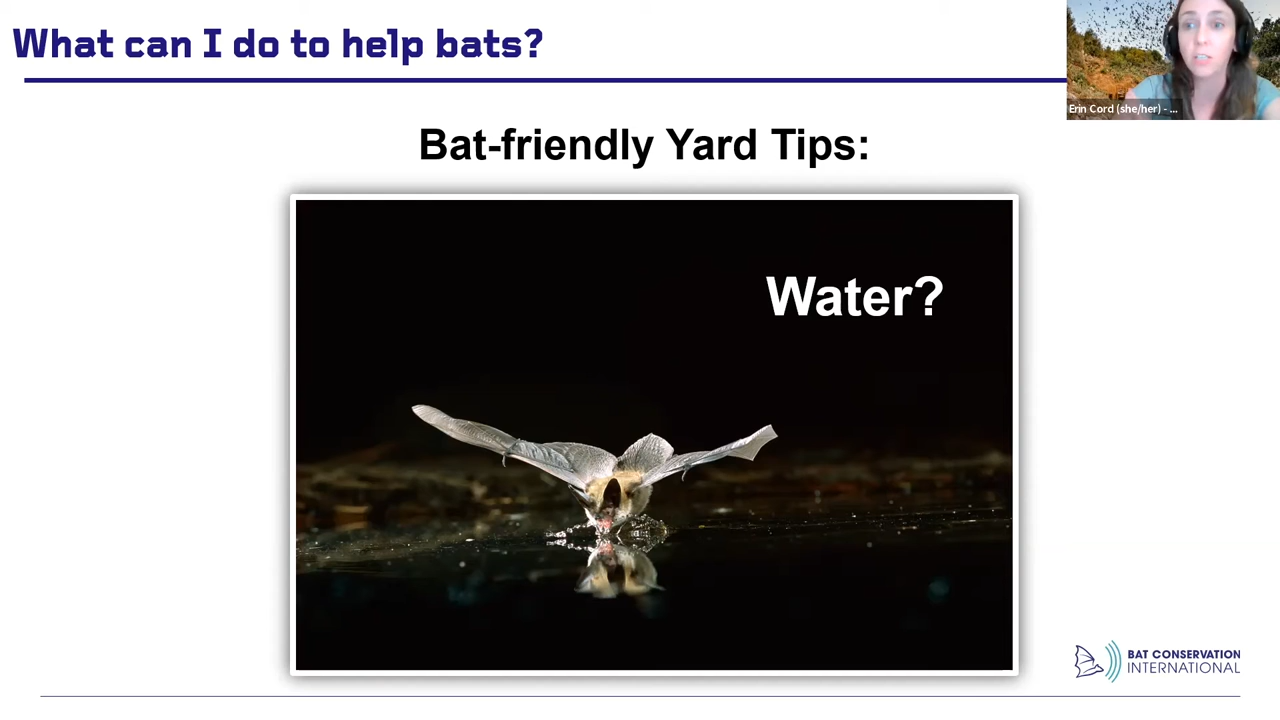 What can I do to help bats?
Erin Cord (she/her) - ...
Bat-friendly Yard Tips:
Water?
BAT CONSERVATION
INTERNATIONAL